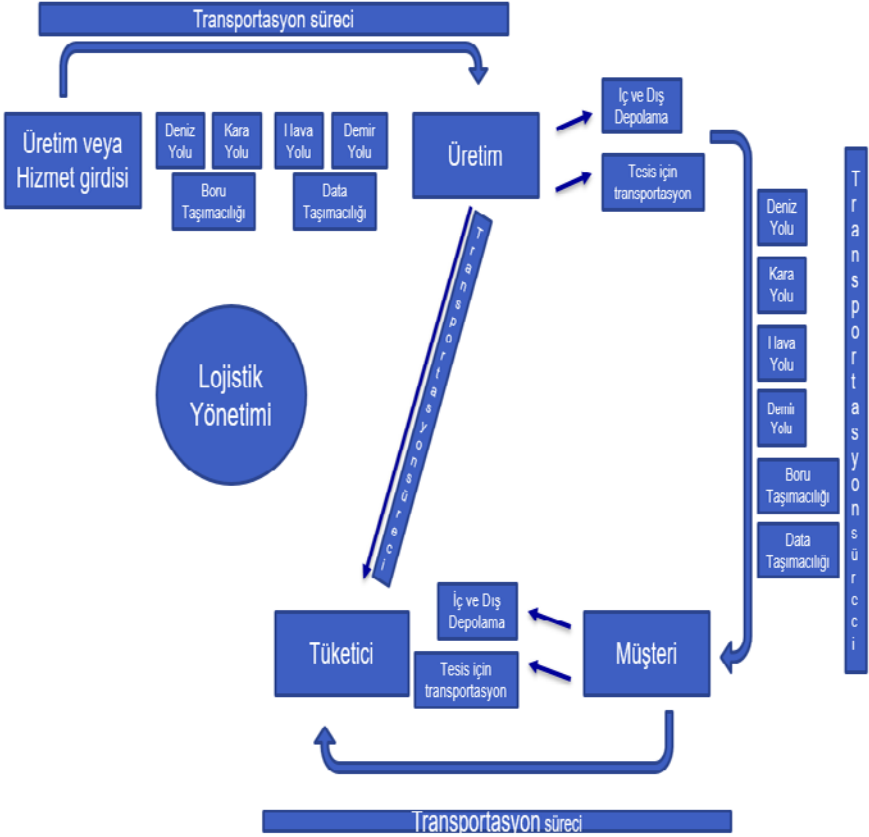 Transportasyon süreci
Üretim veya
Hizmet girdisi
Deniz
Yolu
Kara
Yolu
Hava
Yolu
Demir
Yolu
Boru
Taşımacılığı
Data
Taşımacılığı
Üretim
İç ve Dış
Depolama
Tesis için
transportasyon
Deniz
Yolu
Kara
Yolu
Hava
Yolu
Demir
Yolu
Boru
Taşımacılığı
Data
Taşımacılığı
Transportasyon süreci
Transportasyon süreci
Lojistik
Yönetimi
Tüketici
İç ve Dış
Depolama
Tesis için
transportasyon
Müşteri
Transportasyon süreci